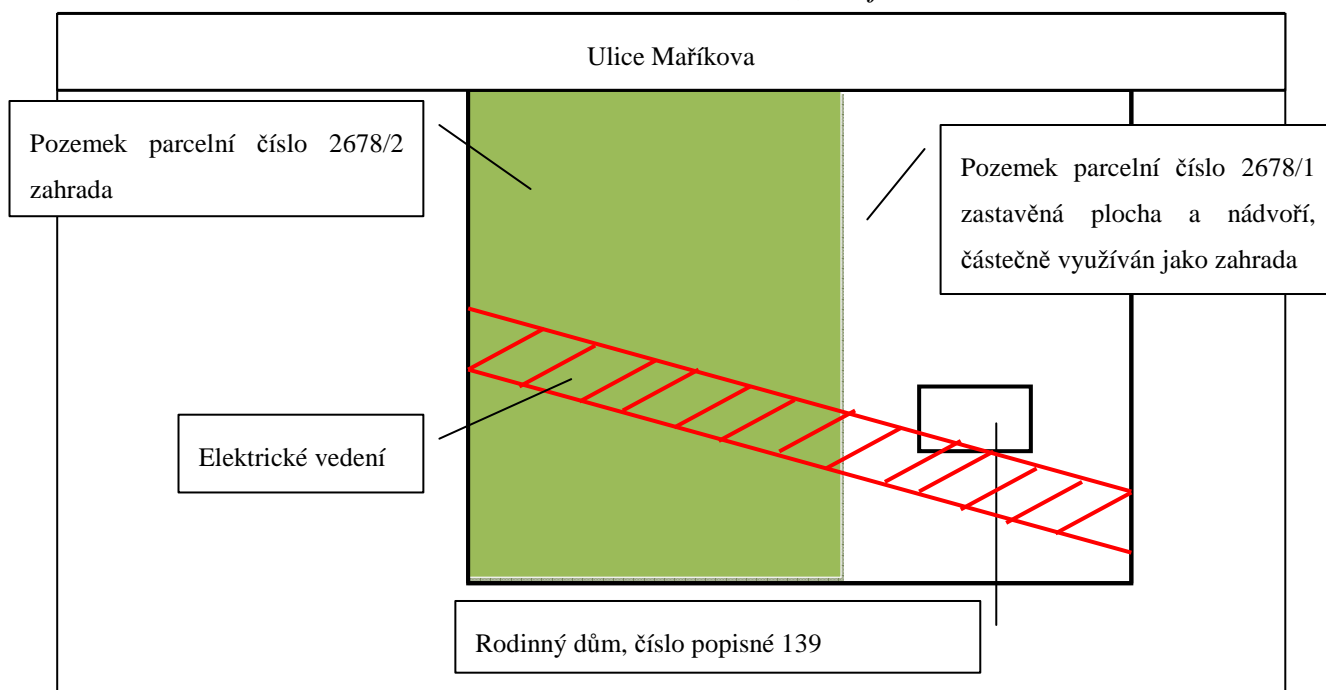 Ulice Maříkova
Pozemek parcelní číslo 2678/2
zahrada
Pozemek parcelní číslo 2678/1
zastavěná plocha a nádvoří,
částečně využíván jako zahrada
Elektrické vedení
Rodinný dům, číslo popisné 139